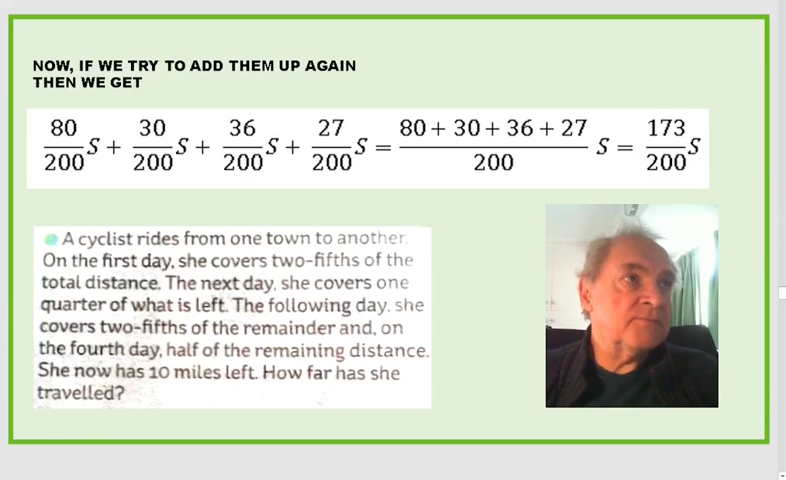 NOW, IF WE TRY TO ADD THEM UP AGAIN
THEN WE GET
80/200 S + 30/200 S + 36/200 S + 27/200 S = (80 + 30 + 36 + 27)/200 S = 173/200 S
A cyclist rides from one town to another.
On the first day, she covers two-fifths of the
total distance. The next day, she covers one
quarter of what is left. The following day, she
covers two-fifths of the remainder and, on
the fourth day, half of the remaining distance.
She now has 10 miles left. How far has she
travelled?